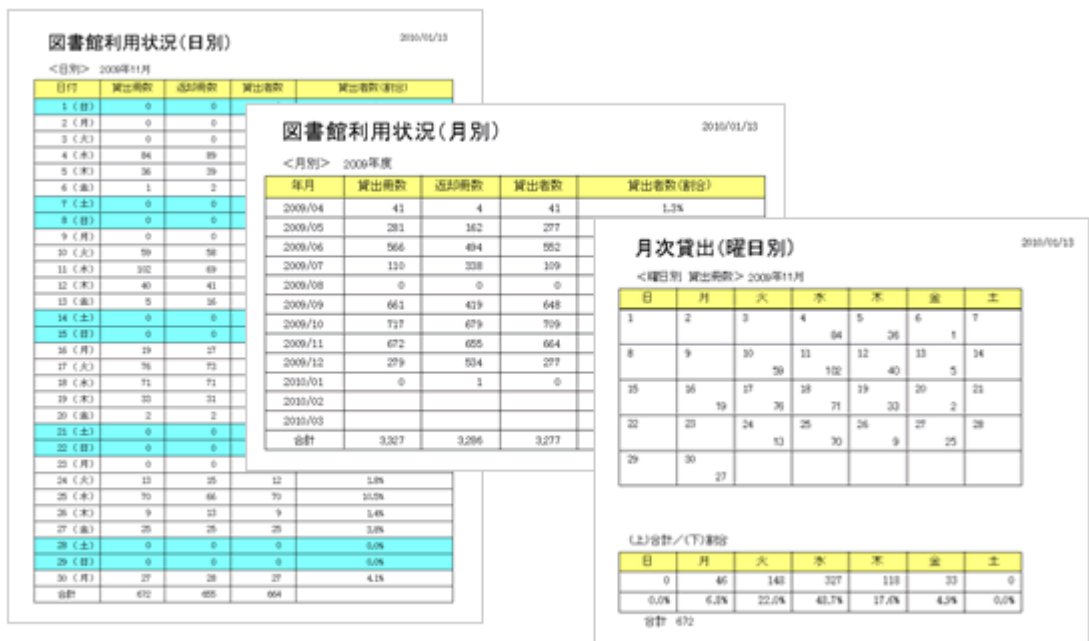 図書館利用状況(日別)
2010/01/13
<日別> 2009年11月
日付 貸出冊数 返却冊数 貸出者数 貸出者数(割合)
1 (日) 0 0
2 (月) 0 0
3 (火) 0 0
4 (水) 84 89
5 (木) 36 39
6 (金) 1 2
7 (土) 0 0
8 (日) 0 0
9 (月) 0 0
10 (火) 59 58
11 (水) 102 69
12 (木) 40 41
13 (金) 5 16
14 (土) 0 0
15 (日) 0 0
16 (月) 19 17
17 (火) 76 73
18 (水) 71 71
19 (木) 33 31
20 (金) 2 2
21 (土) 0 0
22 (日) 0 0
23 (月) 0 0
24 (火) 13 15 12 1.8%
25 (水) 70 66 70 10.5%
26 (木) 9 13 9 1.4%
27 (金) 25 25 25 3.8%
28 (土) 0 0 0 0.0%
29 (日) 0 0 0 0.0%
30 (月) 27 28 27 4.1%
合計 672 655 664
図書館利用状況(月別)
2010/01/13
<月別> 2009年度
年月 貸出冊数 返却冊数 貸出者数 貸出者数(割合)
2009/04 41 4 41 1.3%
2009/05 281 162 277
2009/06 566 494 552
2009/07 110 338 109
2009/08 0 0 0
2009/09 661 419 648
2009/10 717 679 709
2009/11 672 655 664
2009/12 279 534 277
2010/01 0 1 0
2010/02
2010/03
合計 3,327 3,286 3,277
月次貸出(曜日別)
2010/01/13
<曜日別 貸出冊数> 2009年11月
日 月 火 水 木 金 土
1 2 3 4 5 6 7
84 36 1
8 9 10 11 12 13 14
59 102 40 5
15 16 17 18 19 20 21
19 76 71 33 2
22 23 24 25 26 27 28
13 70 9 25
29 30
27
(上)合計/(下)割合
日 月 火 水 木 金 土
0 46 148 327 118 33 0
0.0% 6.8% 22.0% 48.7% 17.6% 4.9% 0.0%
合計 672